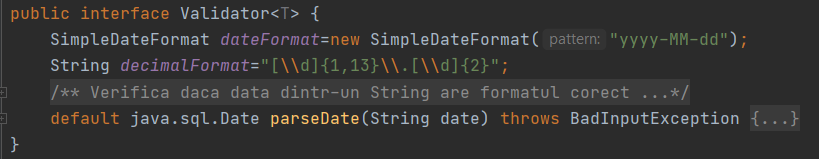 public interface Validator<T> {
    SimpleDateFormat dateFormat=new SimpleDateFormat( pattern: "yyyy-MM-dd");
    String decimalFormat="[\\d]{1,13}\\.[\\d]{2}";
    /** Verifica daca data dintr-un String are formatul corect ...*/
    default java.sql.Date parseDate(String date) throws BadInputException {...}
}